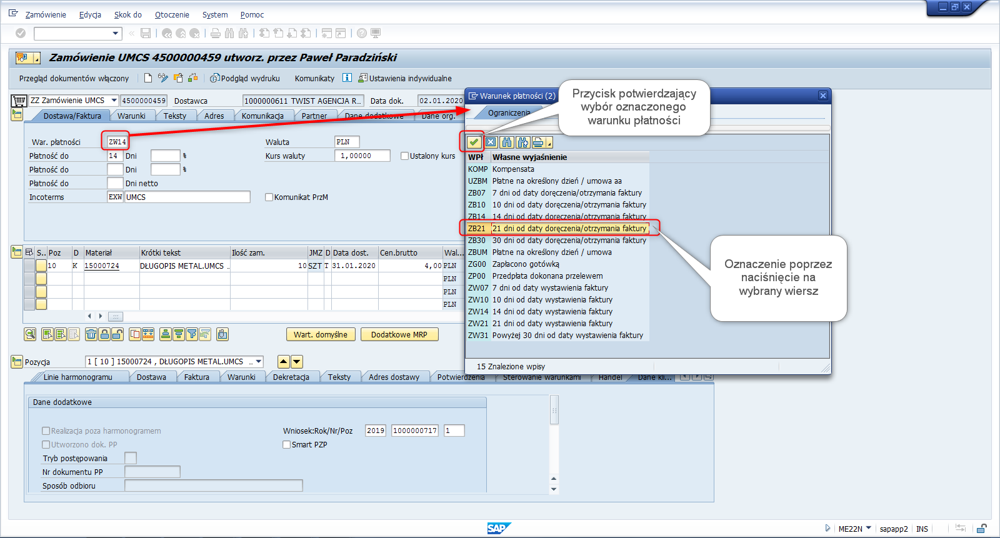 Zamówienie Edycja Skok do Otoczenie System Pomoc
Zamówienie UMCS 4500000459 utworz. przez Paweł Paradziński
Przegląd dokumentów włączony Podgląd wydruku Komunikaty Ustawienia indywidualne
ZZ Zamówienie UMCS 4500000459 Dostawca 1000000611 TWIST AGENCJA R... Data dok. 02.01.2020
Dostawa/Faktura Warunki Teksty Adres Komunikacja Partner Dane dodatkowe Dane org.
War. płatności ZW14 Waluta PLN
Płatność do 14 Dni % Kurs waluty 1,00000 Ustalony kurs
Płatność do Dni %
Płatność do Dni netto
Incoterms EXW UMCS Komunikat PrzM
S.. Poz D Materiał Krótki tekst Ilość zam. JMZ D Data dost. Cen.brutto Wal...
10 K 15000724 DŁUGOPIS METAL.UMCS .. 10 SZT T 31.01.2020 4,00 PLN
PLN
PLN
PLN
Wart. domyślne Dodatkowe MRP
Pozycja 1 [ 10 ] 15000724 , DŁUGOPIS METAL.UMCS ...
Linie harmonogramu Dostawa Faktura Warunki Dekretacja Teksty Adres dostawy Potwierdzenia Sterowanie warunkami Handel Dane kli...
Dane dodatkowe
Realizacja poza harmonogramem Wniosek:Rok/Nr/Poz 2019 1000000717 1
Utworzono dok. PP Smart PZP
Tryb postępowania
Nr dokumentu PP
Sposób odbioru
Warunek płatności (2)
Ograniczenia
Przycisk potwierdzający
wybór oznaczonego
warunku płatności
WPł Własne wyjaśnienie
KOMP Kompensata
UZBM Płatne na określony dzień / umowa aa
ZB07 7 dni od daty doręczenia/otrzymania faktury
ZB10 10 dni od daty doręczenia/otrzymania faktury
ZB14 14 dni od daty doręczenia/otrzymania faktury
ZB21 21 dni od daty doręczenia/otrzymania faktury
ZB30 30 dni od daty doręczenia/otrzymania faktury
ZBUM Płatne na określony dzień / umowa
ZG00 Zapłacono gotówką
ZP00 Przedpłata dokonana przelewem
ZW07 7 dni od daty wystawienia faktury
ZW10 10 dni od daty wystawienia faktury
ZW14 14 dni od daty wystawienia faktury
ZW21 21 dni od daty wystawienia faktury
ZW31 Powyżej 30 dni od daty wystawienia faktury
15 Znalezione wpisy
Oznaczenie poprzez
naciśnięcie na
wybrany wiersz
SAP
ME22N sapapp2 INS